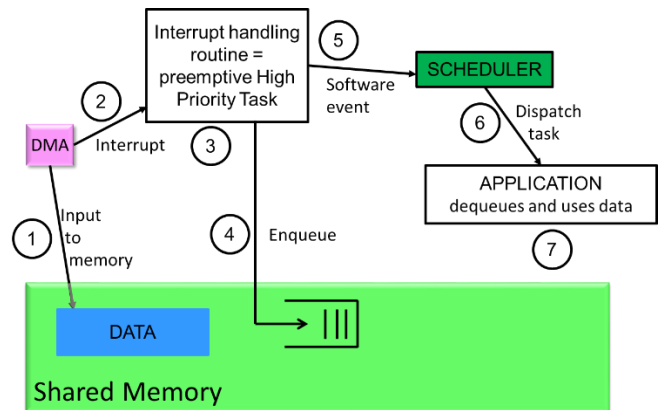 Interrupt handling
routine =
preemptive High
Priority Task
5
SCHEDULER
Software
event
2
Interrupt
3
DMA
6
Dispatch
task
APPLICATION
dequeues and uses data
7
1
Input
to
memory
4
Enqueue
DATA
Shared Memory